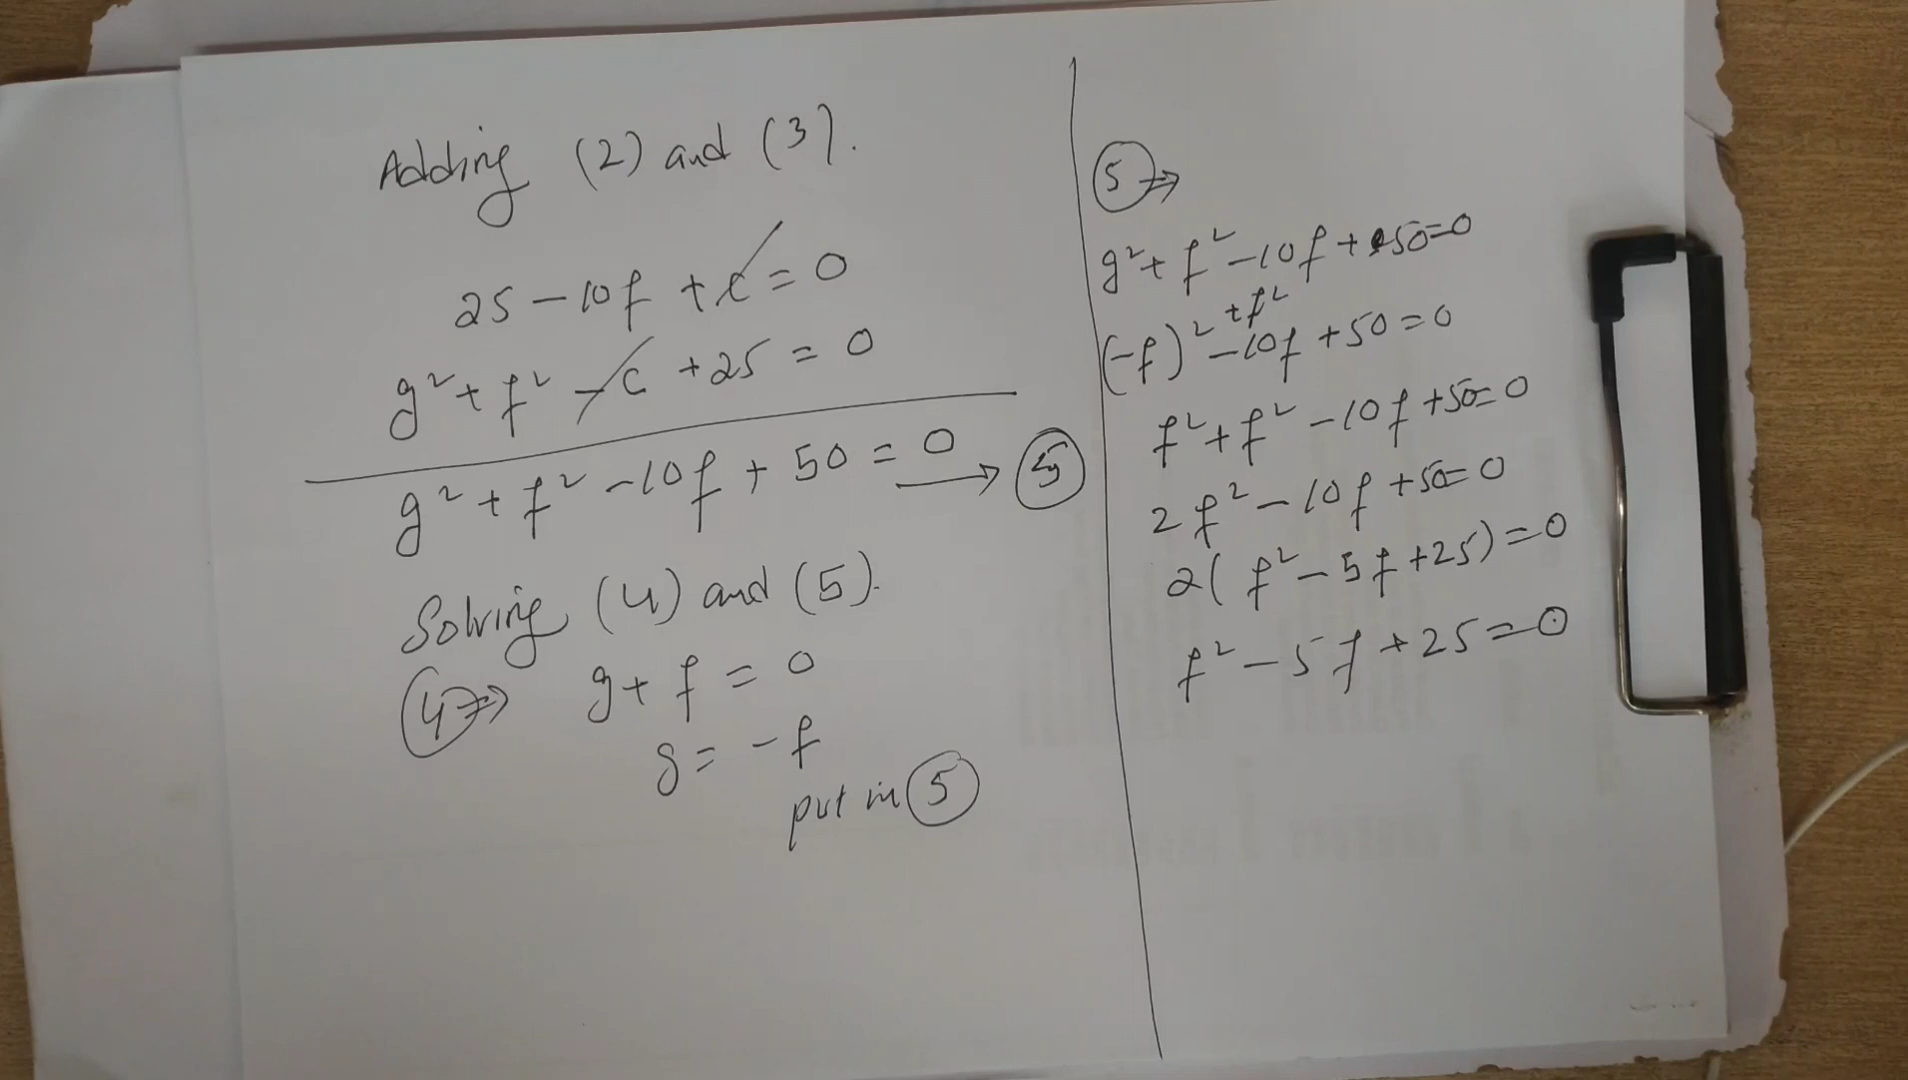 Adding (2) and (3).
25 - 10f + c = 0
g² + f² - c + 25 = 0
g² + f² - 10f + 50 = 0 → (5)
Solving (4) and (5).
(4) ⇒ g + f = 0
g = - f
put in (5)
(5) ⇒
g² + f² - 10f + 50 = 0
(-f)² + f² - 10f + 50 = 0
f² + f² - 10f + 50 = 0
2f² - 10f + 50 = 0
2( f² - 5f + 25) = 0
f² - 5f + 25 = 0